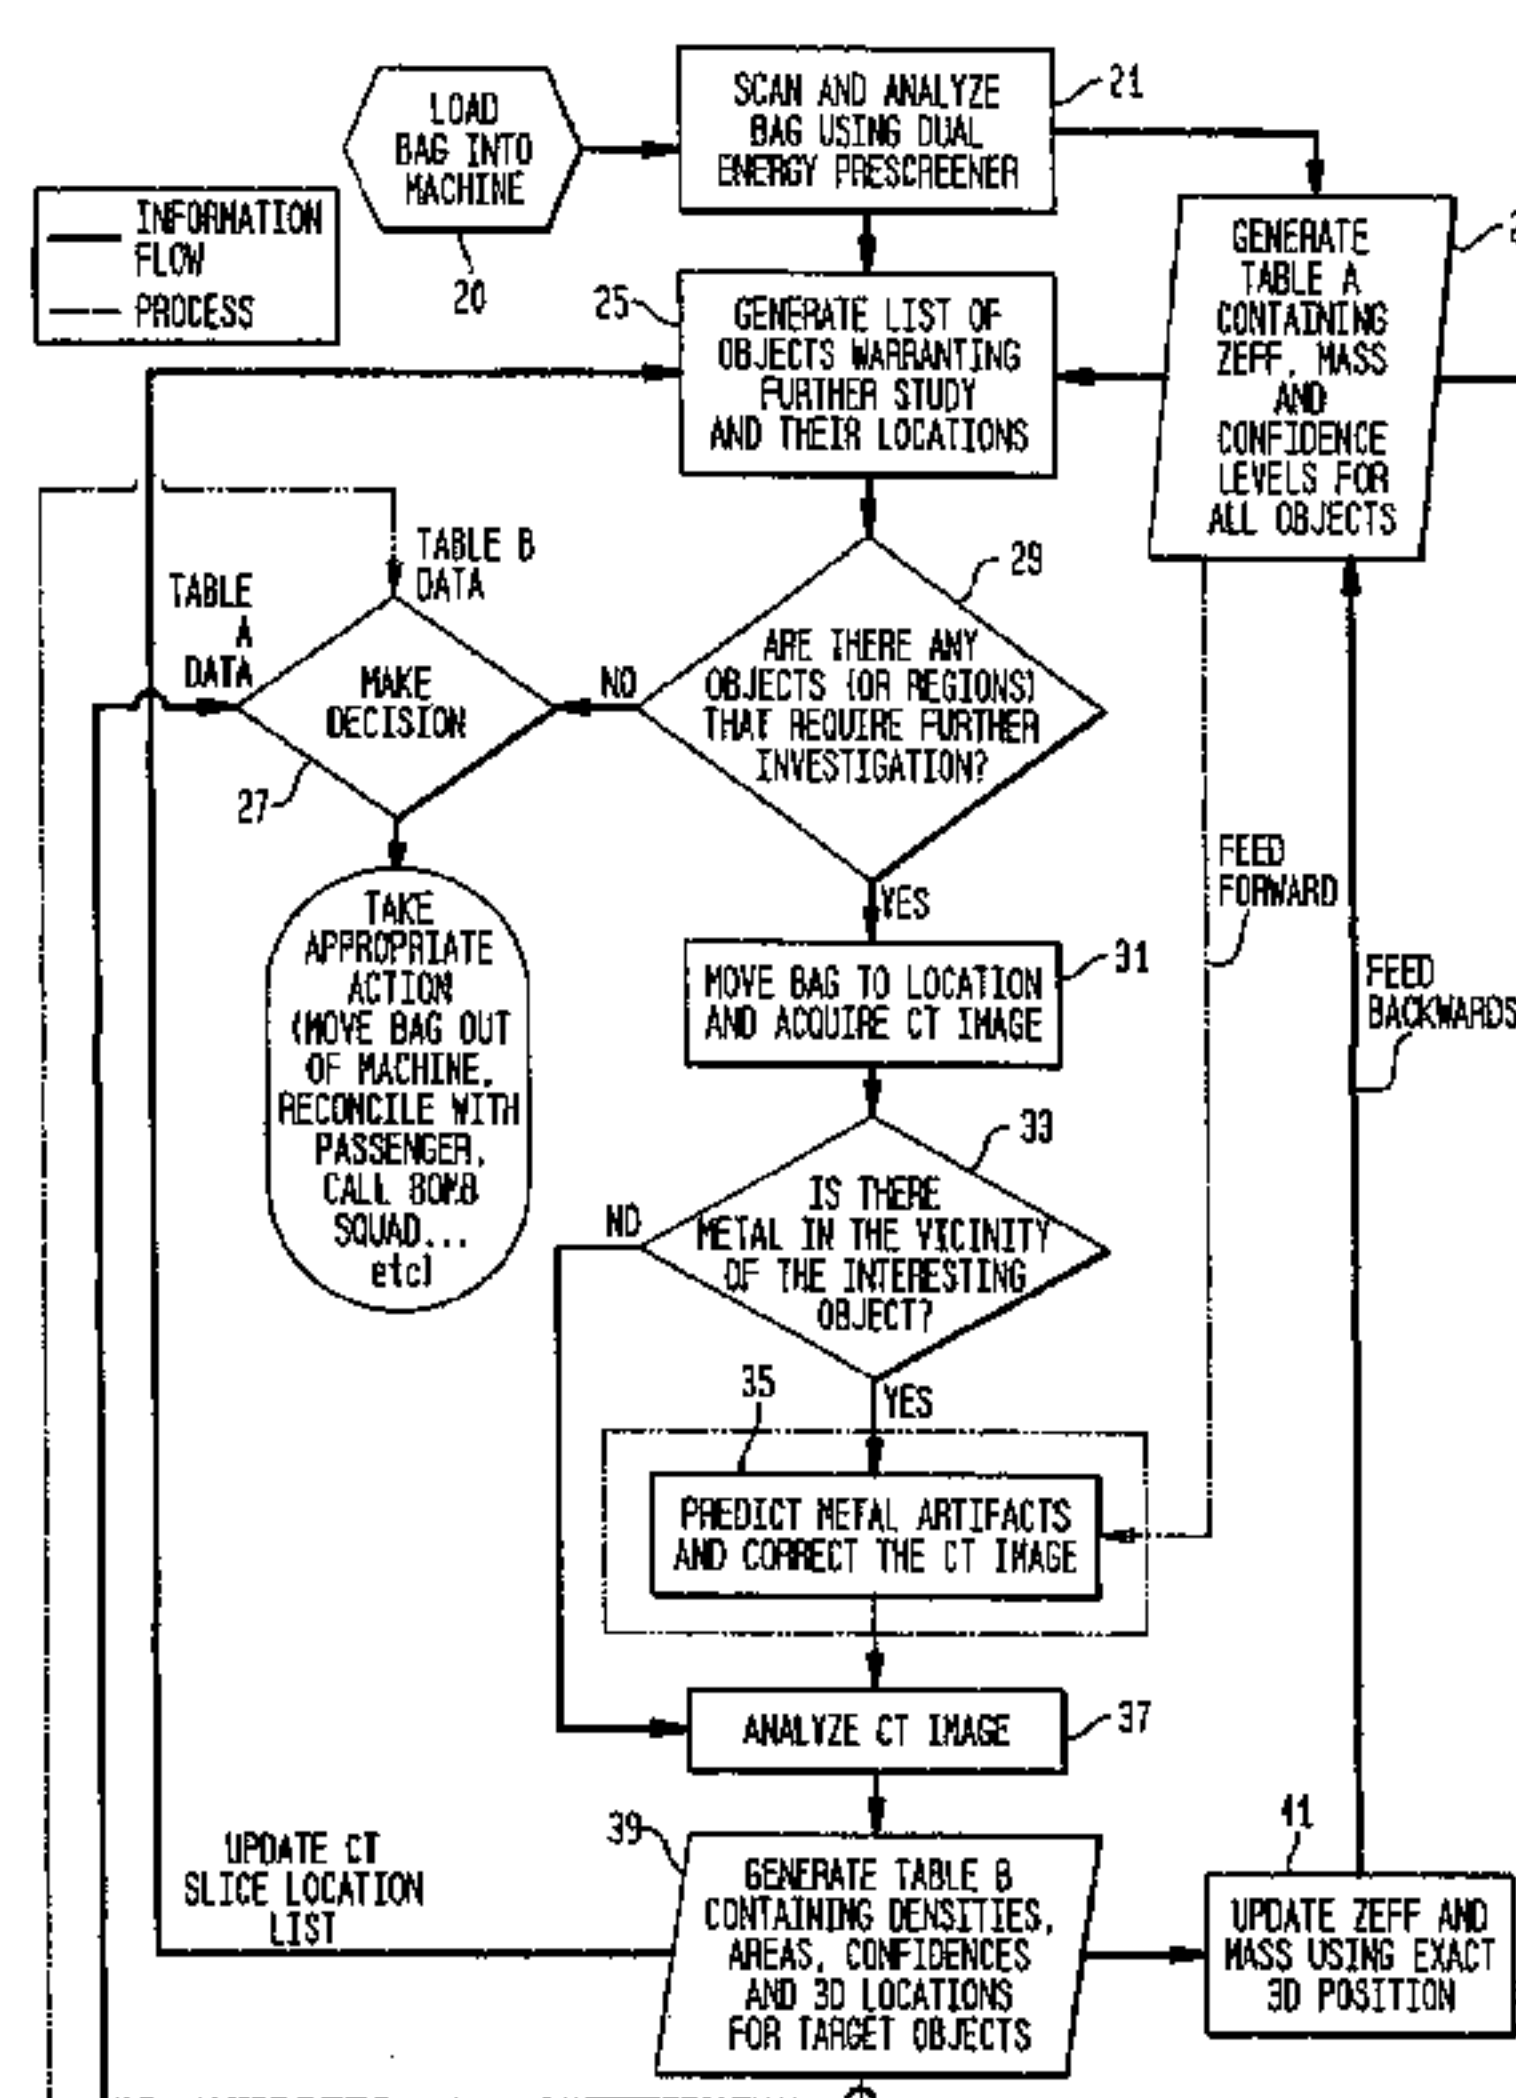 LOAD
BAG INTO
MACHINE
20
SCAN AND ANALYZE
BAG USING DUAL
ENERGY PRESCREENER
21
INFORMATION
FLOW
PROCESS
25
GENERATE LIST OF
OBJECTS WARRANTING
FURTHER STUDY
AND THEIR LOCATIONS
GENERATE
TABLE A
CONTAINING
ZEFF, MASS
AND
CONFIDENCE
LEVELS FOR
ALL OBJECTS
TABLE B
DATA
TABLE
A
DATA
MAKE
DECISION
27
NO
29
ARE THERE ANY
OBJECTS (OR REGIONS)
THAT REQUIRE FURTHER
INVESTIGATION?
YES
FEED
FORWARD
FEED
BACKWARDS
TAKE
APPROPRIATE
ACTION
(MOVE BAG OUT
OF MACHINE,
RECONCILE WITH
PASSENGER,
CALL BOMB
SQUAD...
etc)
MOVE BAG TO LOCATION
AND ACQUIRE CT IMAGE
31
33
IS THERE
METAL IN THE VICINITY
OF THE INTERESTING
OBJECT?
NO
YES
35
PREDICT METAL ARTIFACTS
AND CORRECT THE CT IMAGE
ANALYZE CT IMAGE
37
39
GENERATE TABLE B
CONTAINING DENSITIES,
AREAS, CONFIDENCES
AND 3D LOCATIONS
FOR TARGET OBJECTS
UPDATE CT
SLICE LOCATION
LIST
41
UPDATE ZEFF AND
MASS USING EXACT
3D POSITION